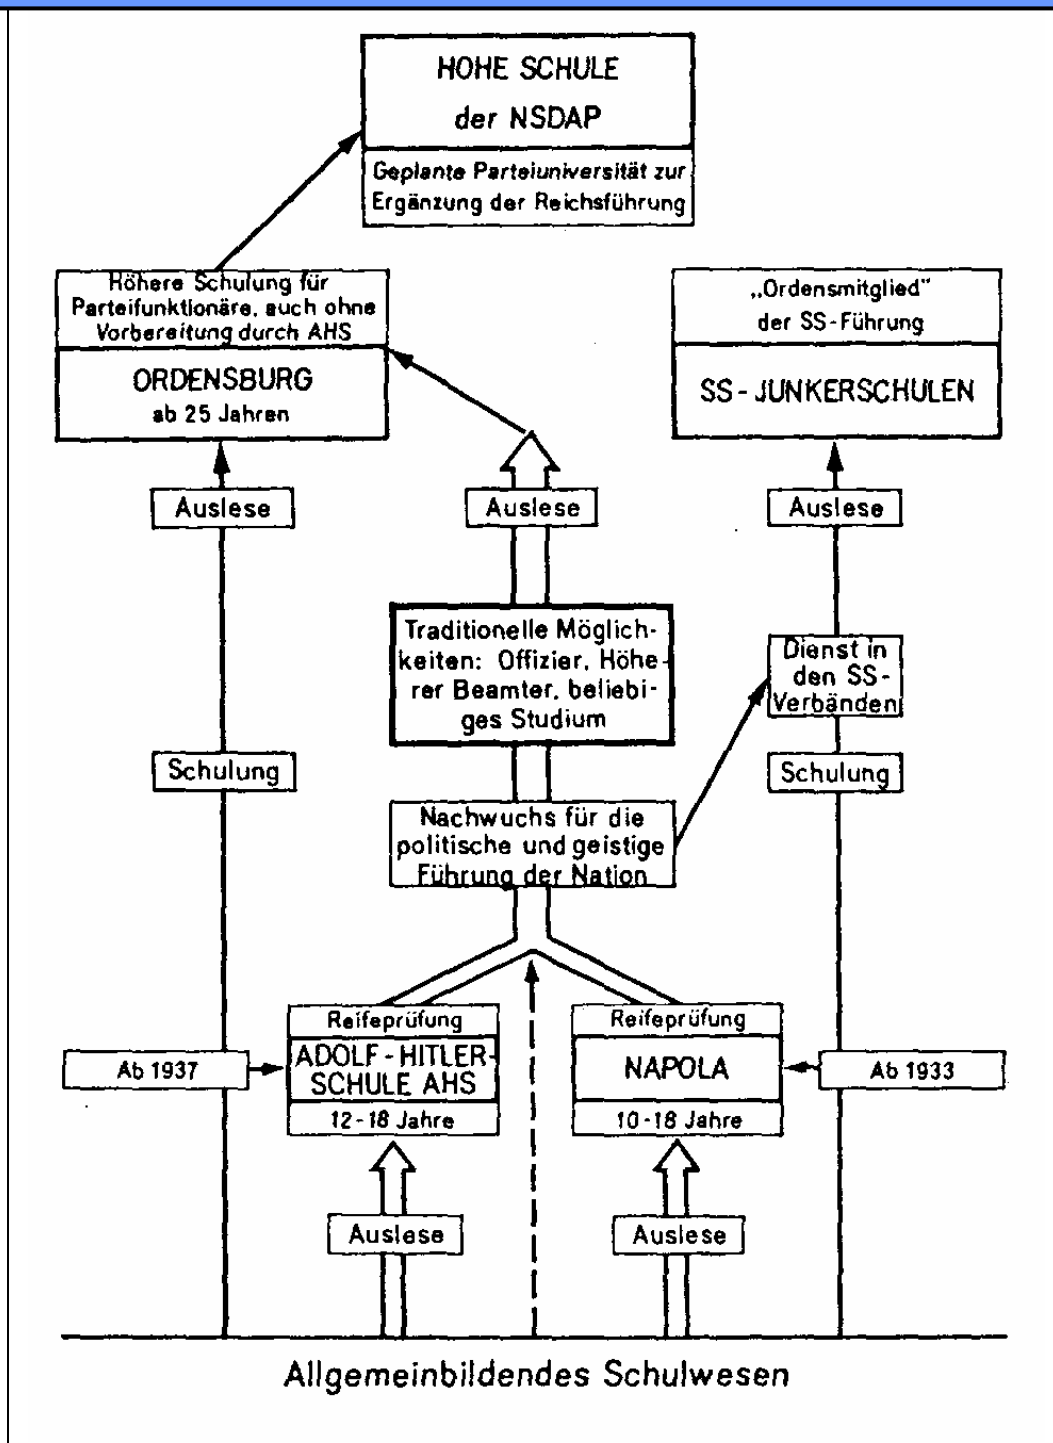 HOHE SCHULE
der NSDAP
Geplante Parteiuniversität zur
Ergänzung der Reichsführung
Höhere Schulung für
Parteifunktionäre, auch ohne
Vorbereitung durch AHS
ORDENSBURG
ab 25 Jahren
„Ordensmitglied"
der SS-Führung
SS-JUNKERSCHULEN
Auslese
Auslese
Auslese
Traditionelle Möglich-
keiten: Offizier, Höhe-
rer Beamter, beliebi-
ges Studium
Dienst in
den SS-
Verbänden
Schulung
Schulung
Nachwuchs für die
politische und geistige
Führung der Nation
Reifeprüfung
ADOLF-HITLER-
SCHULE AHS
12-18 Jahre
Reifeprüfung
NAPOLA
10-18 Jahre
Ab 1937
Ab 1933
Auslese
Auslese
Allgemeinbildendes Schulwesen